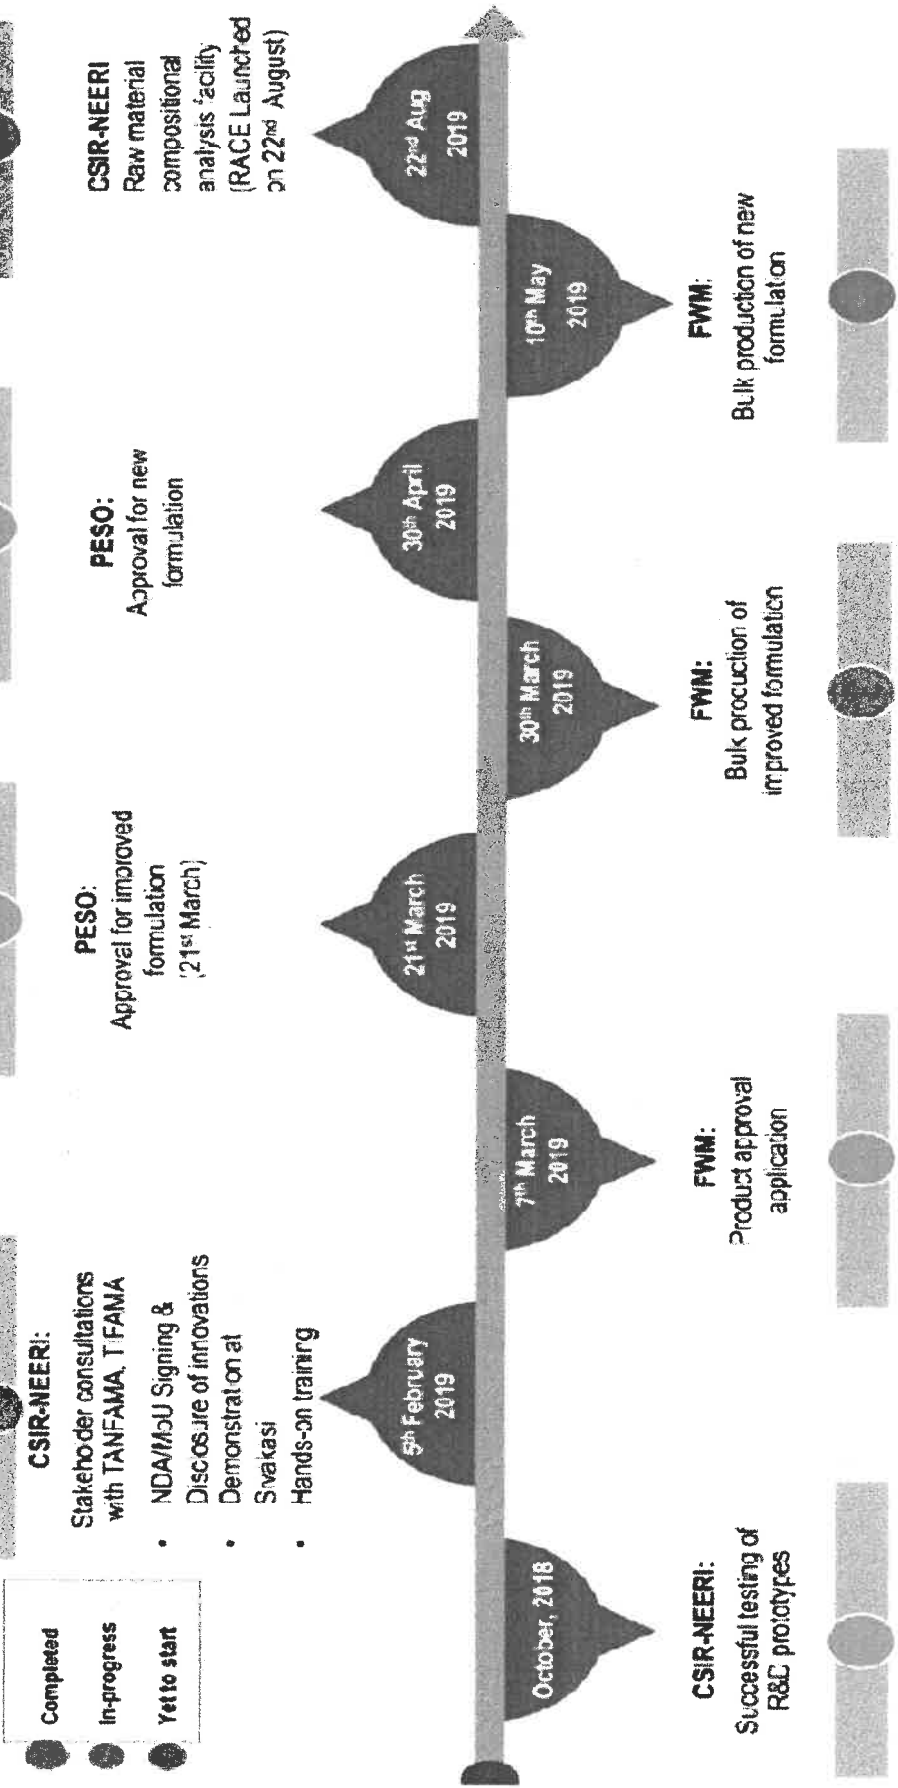 Completed
In-progress
Yet to start
CSIR-NEERI:
Stakeholder consultations
with TANFAMA, TIFAMA
• NDA/MoU Signing &
Disclosure of innovations
• Demonstration at
Sivakasi
• Hands-on training
PESO:
Approval for improved
formulation
(21st March)
PESO:
Approval for new
formulation
CSIR-NEERI
Raw material
compositional
analysis facility
(RACE Launched
on 22nd August)
October, 2018
5th February
2019
7th March
2019
21st March
2019
30th March
2019
30th April
2019
10th May
2019
22nd Aug
2019
CSIR-NEERI:
Successful testing of
R&D prototypes
FWM:
Product approval
application
FWM:
Bulk production of
improved formulation
FWM:
Bulk production of new
formulation